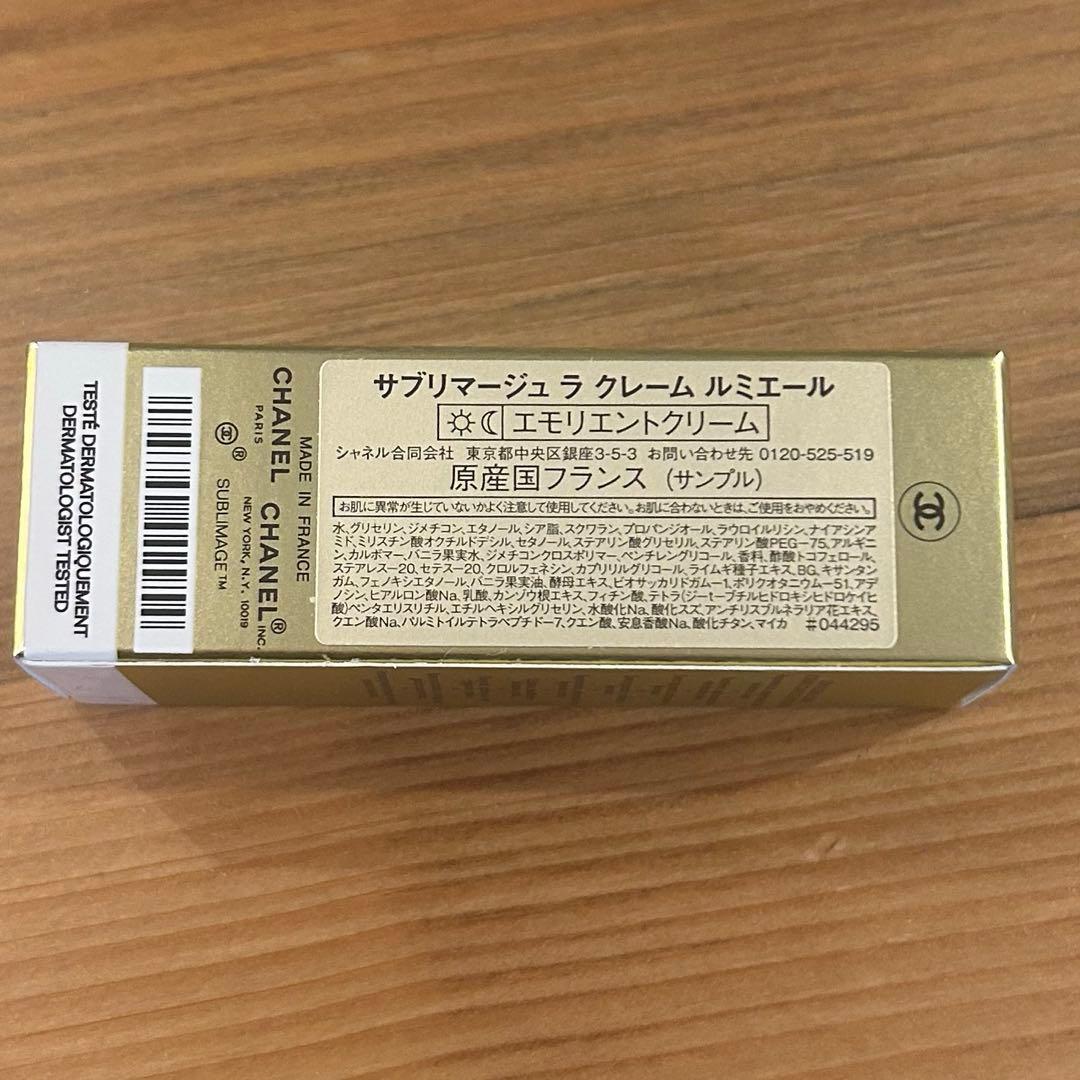 サブリマージュ ラ クレーム ルミエール
エモリエントクリーム
シャネル合同会社 東京都中央区銀座3-5-3 お問い合わせ先 0120-525-519
原産国フランス (サンプル)
お肌に異常が生じていないかよく注意して使用してください。お肌に合わないときは、ご使用をおやめください。
水、グリセリン、ジメチコン、エタノール、シア脂、スクワラン、プロパンジオール、ラウロイルリシン、ナイアシンア
ミド、ミリスチン酸オクチルドデシル、セタノール、ステアリン酸グリセリル、ステアリン酸PEG-75、アルギニ
ン、カルボマー、バニラ果実水、ジメチコンクロスポリマー、ペンチレングリコール、香料、酢酸トコフェロール、
ステアレス-20、セテス-20、クロルフェネシン、カプリリルグリコール、ライムギ種子エキス、BG、キサンタン
ガム、フェノキシエタノール、バニラ果実油、酵母エキス、ビオサッカリドガム-1、ポリクオタニウム-51、アデ
ノシン、ヒアルロン酸Na、乳酸、カンゾウ根エキス、フィチン酸、テトラ(ジ-t-ブチルヒドロキシヒドロケイヒ
酸)ペンタエリスリチル、エチルヘキシルグリセリン、水酸化Na、酸化スズ、アンチリスブルネラリア花エキス、
クエン酸Na、パルミトイルテトラペプチド-7、クエン酸、安息香酸Na、酸化チタン、マイカ #044295
MADE IN FRANCE
CHANEL CHANEL® INC.
PARIS NEW YORK, N.Y. 10019
®
SUBLIMAGE™
TESTÉ DERMATOLOGIQUEMENT
DERMATOLOGIST TESTED